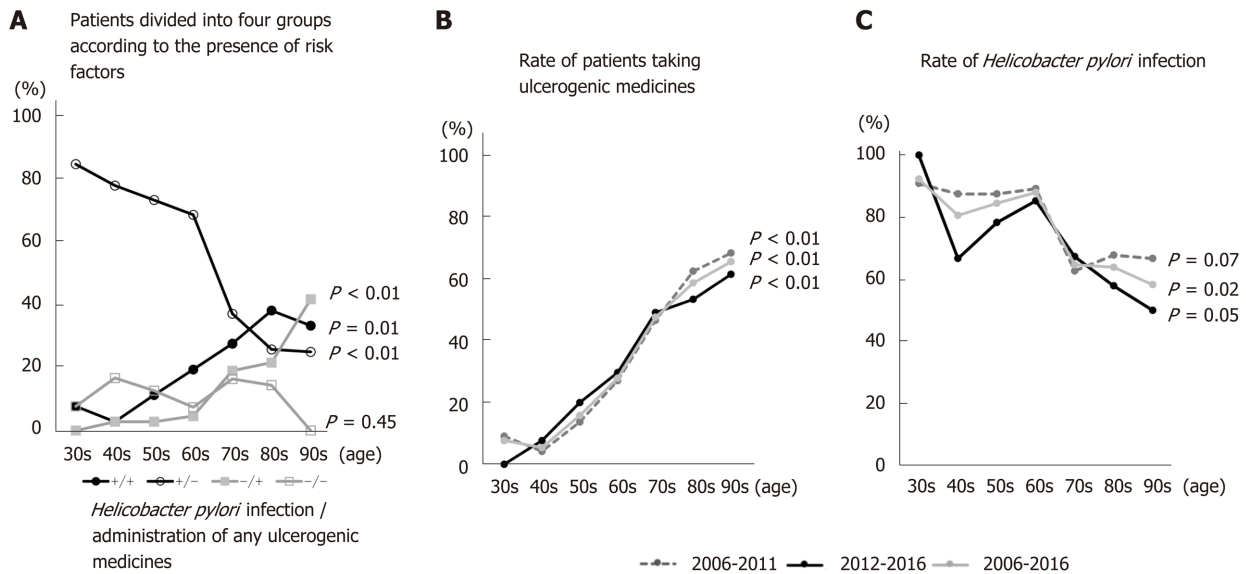 A
Patients divided into four groups
according to the presence of risk
factors
(%)
100
80
60
40
20
0
P < 0.01
P = 0.01
P < 0.01
P = 0.45
30s 40s 50s 60s 70s 80s 90s (age)
+/+ +/− −/+ −/−
Helicobacter pylori infection /
administration of any ulcerogenic
medicines
B
Rate of patients taking
ulcerogenic medicines
(%)
100
80
60
40
20
0
P < 0.01
P < 0.01
P < 0.01
30s 40s 50s 60s 70s 80s 90s (age)
C
Rate of Helicobacter pylori infection
(%)
100
80
60
40
20
0
P = 0.07
P = 0.02
P = 0.05
30s 40s 50s 60s 70s 80s 90s (age)
2006-2011 2012-2016 2006-2016